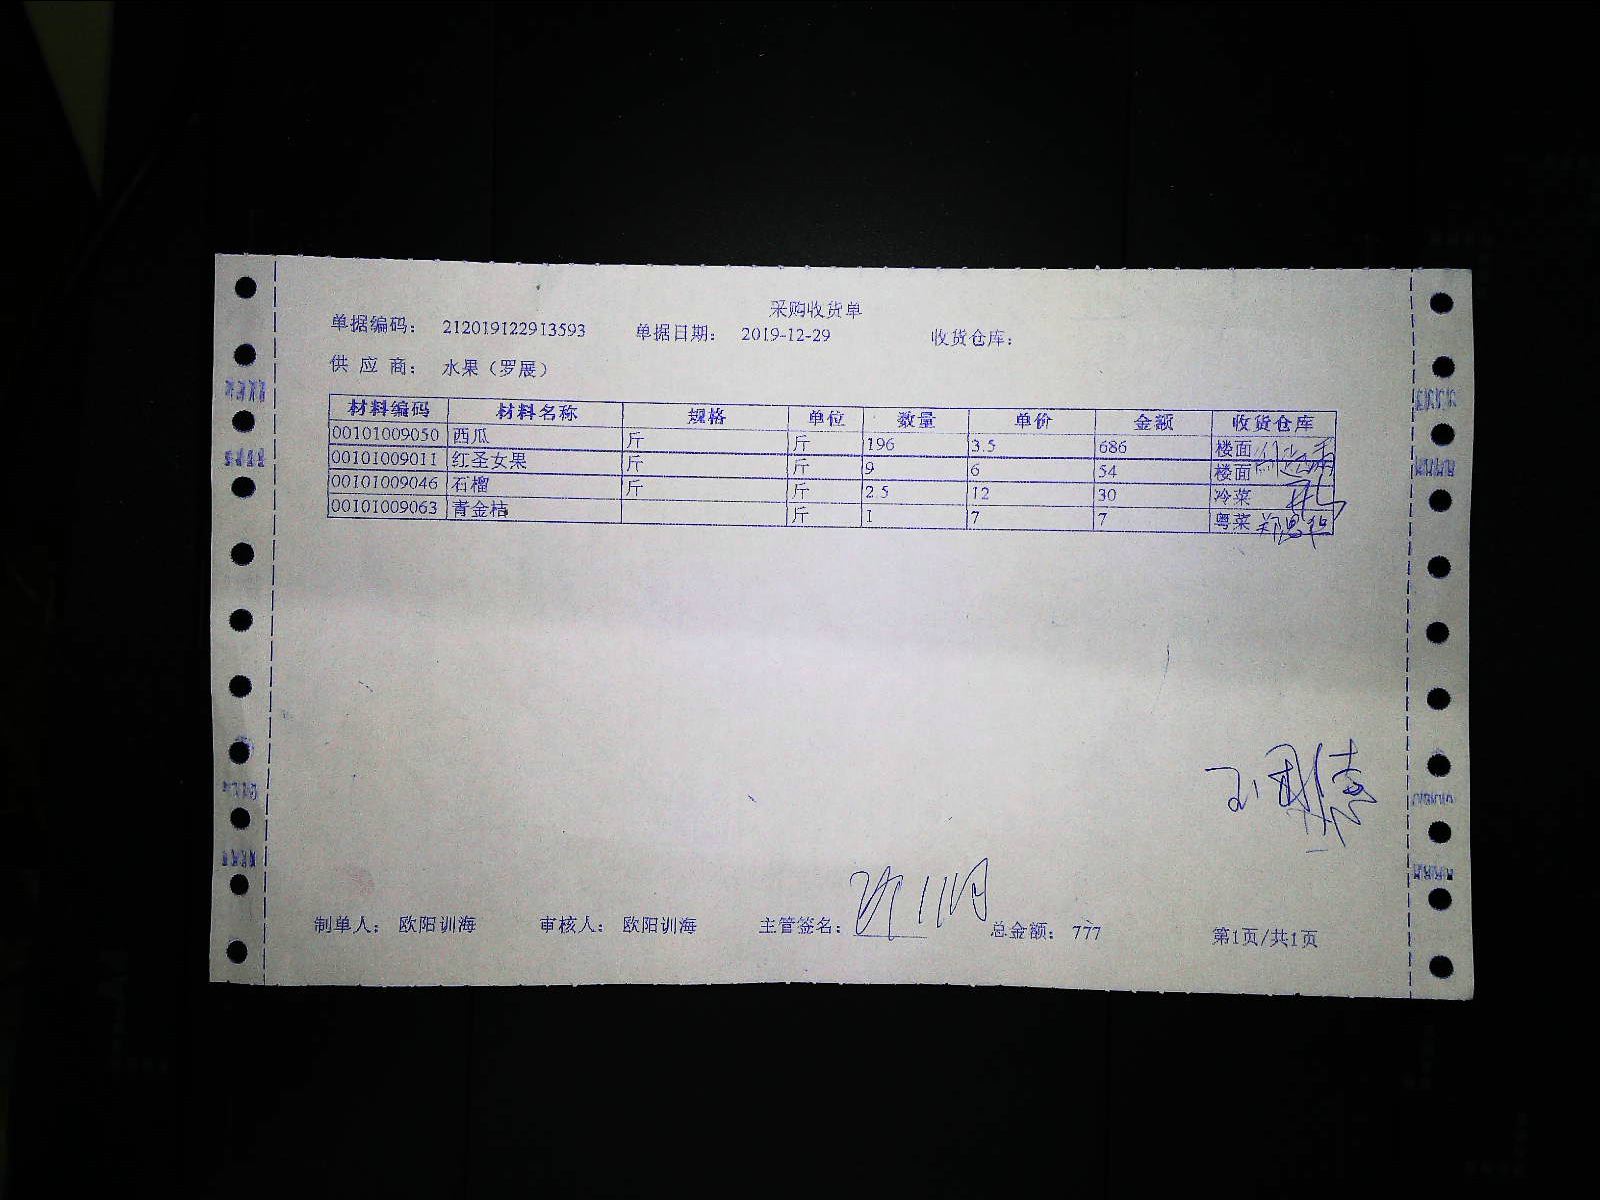 采购收货单
单据编码： 212019122913593 单据日期： 2019-12-29 收货仓库：
供 应 商： 水果（罗展）
材料编码 材料名称 规格 单位 数量 单价 金额 收货仓库
00101009050 西瓜 斤 斤 196 3.5 686 楼面
00101009011 红圣女果 斤 斤 9 6 54 楼面
00101009046 石榴 斤 斤 2.5 12 30 冷菜
00101009063 青金桔 斤 1 7 7 粤菜
制单人： 欧阳训海 审核人： 欧阳训海 主管签名： 总金额： 777 第1页/共1页